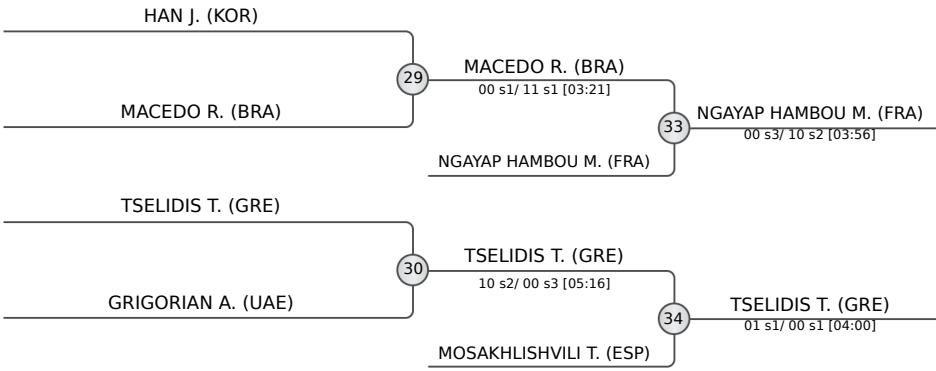 HAN J. (KOR)
29
MACEDO R. (BRA)
MACEDO R. (BRA)
00 s1/ 11 s1 [03:21]
33
NGAYAP HAMBOU M. (FRA)
NGAYAP HAMBOU M. (FRA)
00 s3/ 10 s2 [03:56]
TSELIDIS T. (GRE)
30
GRIGORIAN A. (UAE)
TSELIDIS T. (GRE)
10 s2/ 00 s3 [05:16]
34
MOSAKHLISHVILI T. (ESP)
TSELIDIS T. (GRE)
01 s1/ 00 s1 [04:00]